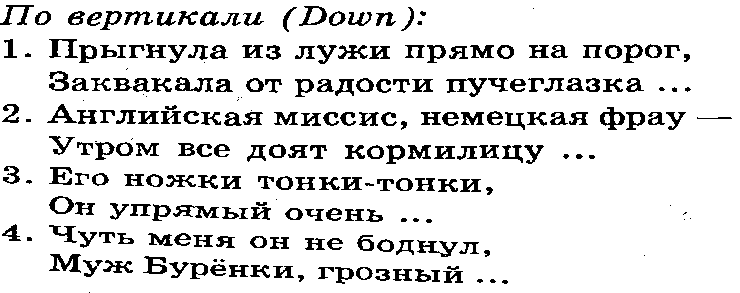 По вертикали (Down):
1. Прыгнула из лужи прямо на порог,
Заквакала от радости пучеглазка ...
2. Английская миссис, немецкая фрау —
Утром все доят кормилицу ...
3. Его ножки тонки-тонки,
Он упрямый очень ...
4. Чуть меня он не боднул,
Муж Бурёнки, грозный ...